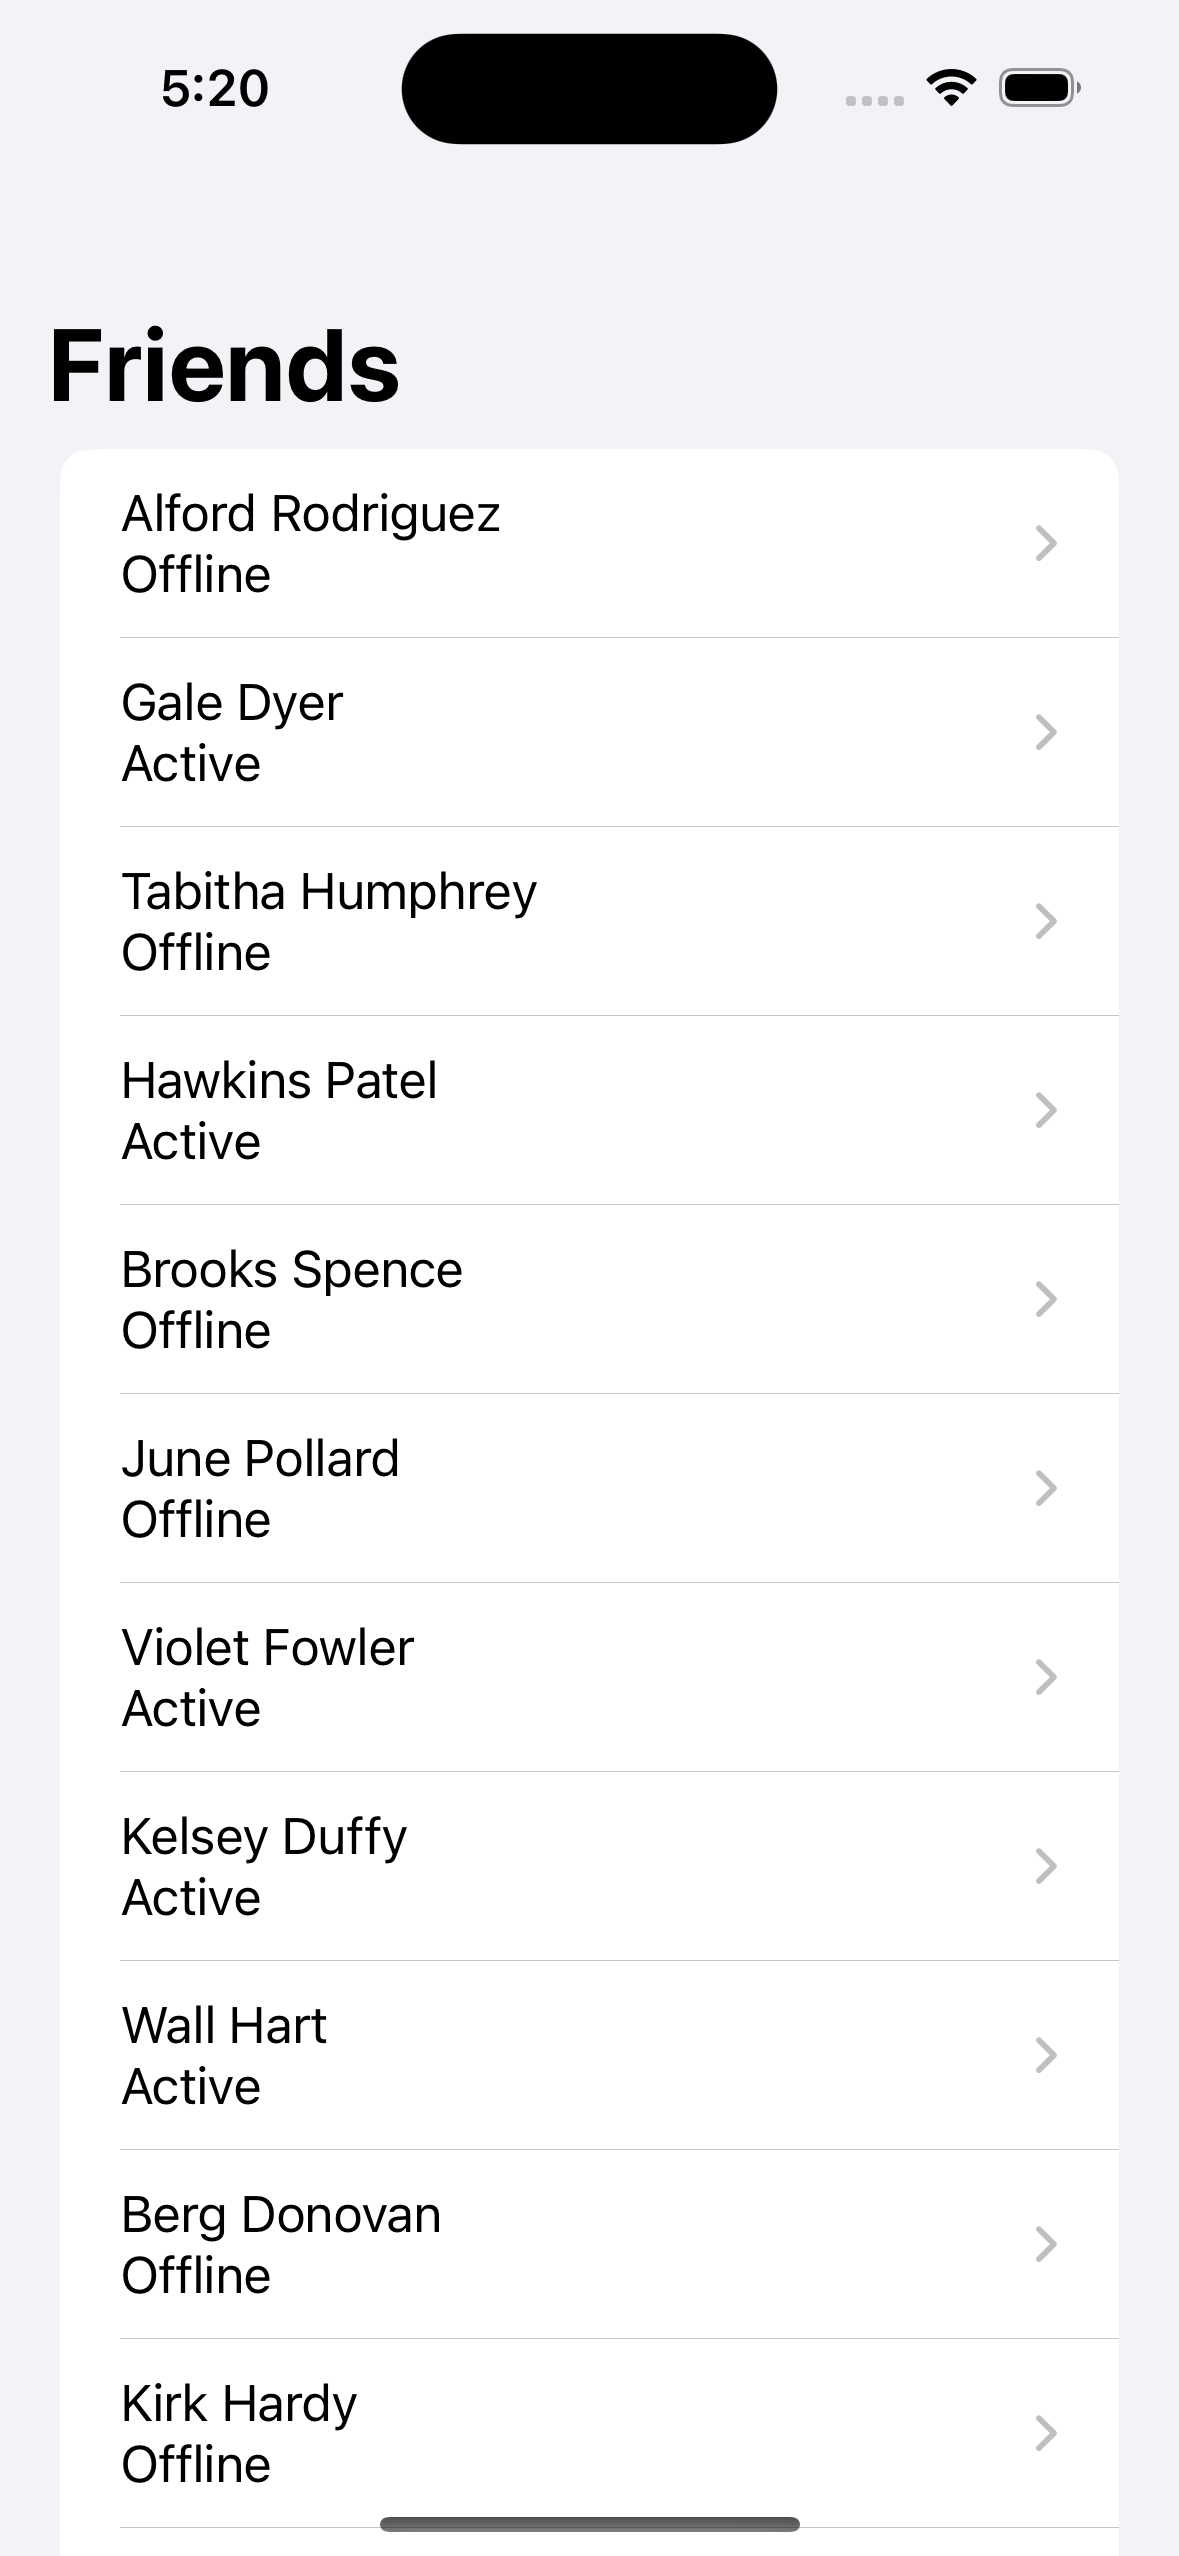 5:20
Friends
Alford Rodriguez
Offline
Gale Dyer
Active
Tabitha Humphrey
Offline
Hawkins Patel
Active
Brooks Spence
Offline
June Pollard
Offline
Violet Fowler
Active
Kelsey Duffy
Active
Wall Hart
Active
Berg Donovan
Offline
Kirk Hardy
Offline